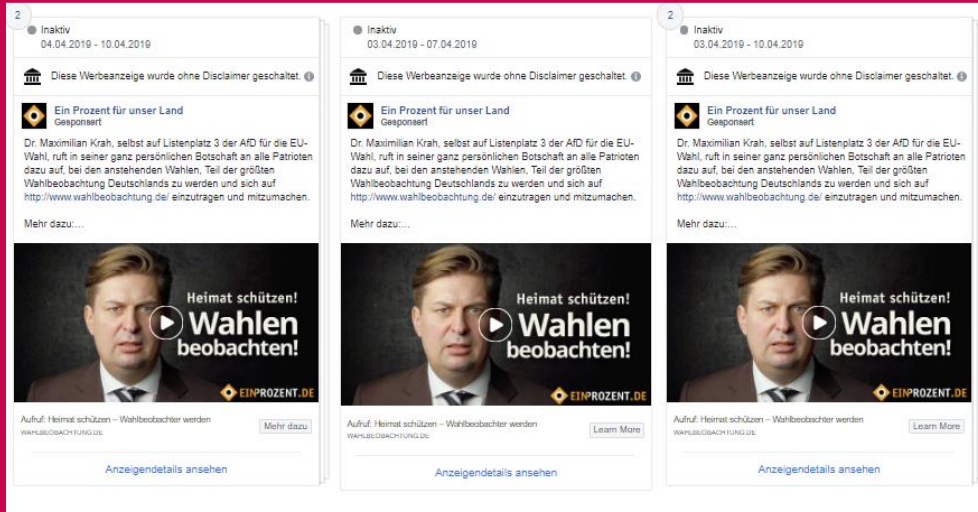 2
Inaktiv
04.04.2019 - 10.04.2019
Diese Werbeanzeige wurde ohne Disclaimer geschaltet.
Ein Prozent für unser Land
Gesponsert
Dr. Maximilian Krah, selbst auf Listenplatz 3 der AfD für die EU-
Wahl, ruft in seiner ganz persönlichen Botschaft an alle Patrioten
dazu auf, bei den anstehenden Wahlen, Teil der größten
Wahlbeobachtung Deutschlands zu werden und sich auf
http://www.wahlbeobachtung.de/ einzutragen und mitzumachen.
Mehr dazu:...
Heimat schützen!
Wahlen
beobachten!
EINPROZENT.DE
Aufruf: Heimat schützen – Wahlbeobachter werden
WAHLBEOBACHTUNG.DE
Mehr dazu
Anzeigendetails ansehen
Inaktiv
03.04.2019 - 07.04.2019
Diese Werbeanzeige wurde ohne Disclaimer geschaltet.
Ein Prozent für unser Land
Gesponsert
Dr. Maximilian Krah, selbst auf Listenplatz 3 der AfD für die EU-
Wahl, ruft in seiner ganz persönlichen Botschaft an alle Patrioten
dazu auf, bei den anstehenden Wahlen, Teil der größten
Wahlbeobachtung Deutschlands zu werden und sich auf
http://www.wahlbeobachtung.de/ einzutragen und mitzumachen.
Mehr dazu:...
Heimat schützen!
Wahlen
beobachten!
EINPROZENT.DE
Aufruf: Heimat schützen – Wahlbeobachter werden
WAHLBEOBACHTUNG.DE
Learn More
Anzeigendetails ansehen
2
Inaktiv
03.04.2019 - 10.04.2019
Diese Werbeanzeige wurde ohne Disclaimer geschaltet.
Ein Prozent für unser Land
Gesponsert
Dr. Maximilian Krah, selbst auf Listenplatz 3 der AfD für die EU-
Wahl, ruft in seiner ganz persönlichen Botschaft an alle Patrioten
dazu auf, bei den anstehenden Wahlen, Teil der größten
Wahlbeobachtung Deutschlands zu werden und sich auf
http://www.wahlbeobachtung.de/ einzutragen und mitzumachen.
Mehr dazu:...
Heimat schützen!
Wahlen
beobachten!
EINPROZENT.DE
Aufruf: Heimat schützen – Wahlbeobachter werden
WAHLBEOBACHTUNG.DE
Learn More
Anzeigendetails ansehen